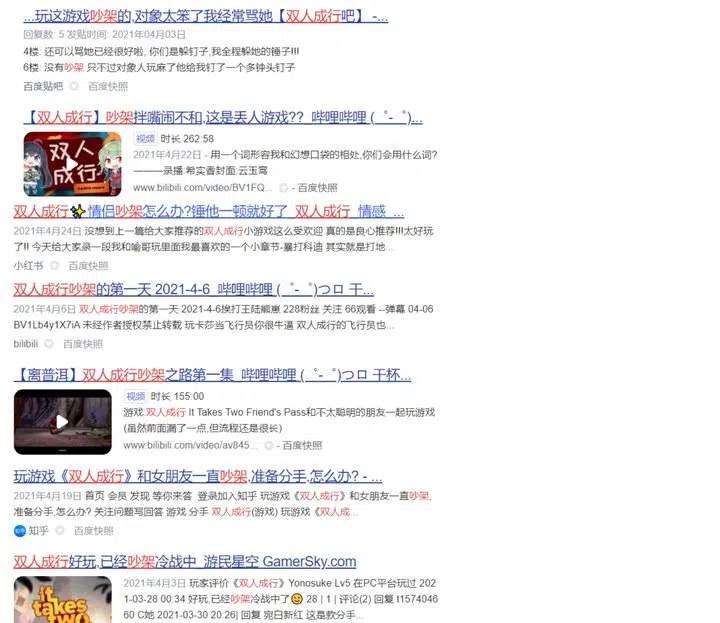 ...玩这游戏吵架的,对象太笨了我经常骂她【双人成行吧】 -...
回复数: 5 发贴时间: 2021年04月03日
4楼: 还可以骂她已经很好啦, 你们是躲钉子,我全程躲她的锤子!!!
6楼: 没有吵架 只不过对象人玩麻了他给我钉了一个多钟头钉子
百度贴吧 百度快照
【双人成行】吵架拌嘴闹不和,这是丢人游戏??_哔哩哔哩 (゜-゜)...
双人成行
视频 时长 262:58
2021年4月22日 - 用一个词形容我和幻想口袋的相处,你们会用什么词?
———录播:希实香封面:云玉骘
www.bilibili.com/video/BV1FQ... - 百度快照
双人成行✨情侣吵架怎么办?锤他一顿就好了_双人成行_情感_...
2021年4月24日 没想到上一篇给大家推荐的双人成行小游戏这么受欢迎 真的是良心推荐!!!太好玩
了!! 今天给大家录一段我和喻哥玩里面我最喜欢的一个小章节-暴打科迪 其实就是打地...
小红书 百度快照
双人成行吵架的第一天 2021-4-6_哔哩哔哩 (゜-゜)つロ 干...
2021年4月6日 双人成行吵架的第一天 2021-4-6挨打王陆熊崽 228粉丝 关注 66观看 --弹幕 04-06
BV1Lb4y1X7iA 未经作者授权禁止转载 玩卡莎当飞行员你很牛逼 双人成行的飞行员也...
bilibili 百度快照
【离普洱】双人成行吵架之路第一集_哔哩哔哩 (゜-゜)つロ 干杯...
视频 时长 155:00
游戏:双人成行 It Takes Two Friend's Pass和不太聪明的朋友一起玩游戏
(虽然前面漏了一点,但流程还是很长)
www.bilibili.com/video/av845... - 百度快照
玩游戏《双人成行》和女朋友一直吵架,准备分手,怎么办? - ...
2021年4月19日 首页 会员 发现 等你来答 登录加入知乎 玩游戏《双人成行》和女朋友一直吵架,
准备分手,怎么办? 关注问题写回答 游戏 分手 双人成行(游戏) 玩游戏《双人成...
知乎 百度快照
双人成行好玩,已经吵架冷战中_游民星空 GamerSky.com
it takes two
2021年4月3日 玩家评价《双人成行》Yonosuke Lv5 在PC平台玩过 202
1-03-28 00:34 好玩,已经吵架冷战中了 28 | 1 | 评论(2) 回复 t1574046
60 C她 2021-03-30 20:26| 回复 宛白新红 这是款分手...